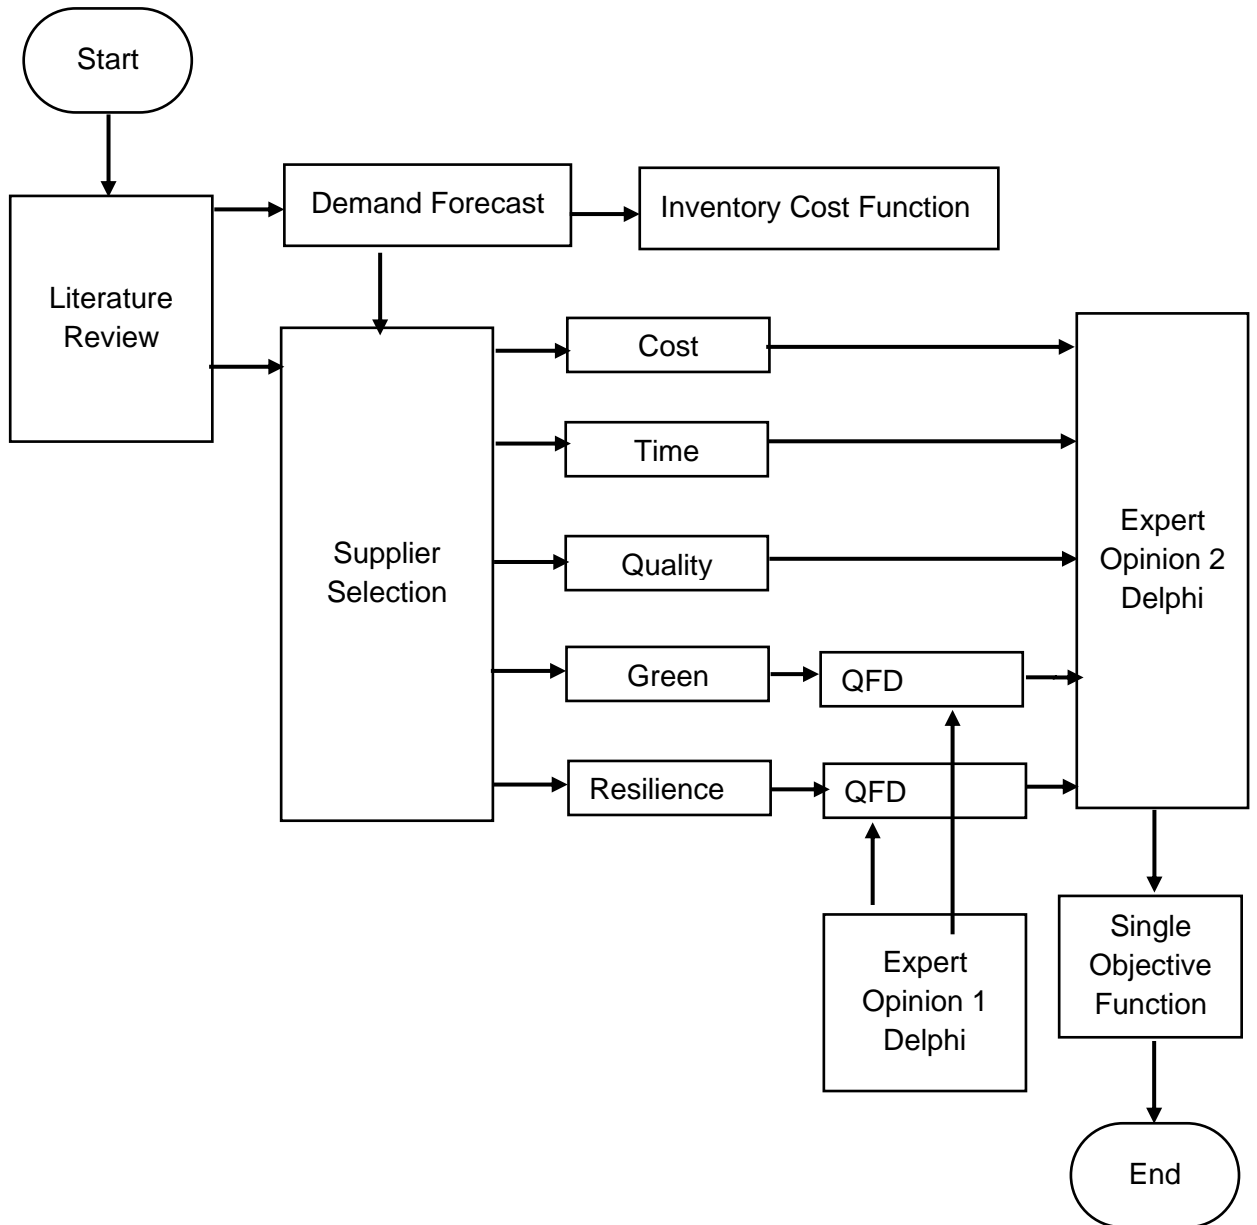 Start
Demand Forecast
Inventory Cost Function
Literature
Review
Cost
Time
Supplier
Selection
Quality
Expert
Opinion 2
Delphi
Green
QFD
Resilience
QFD
Expert
Opinion 1
Delphi
Single
Objective
Function
End